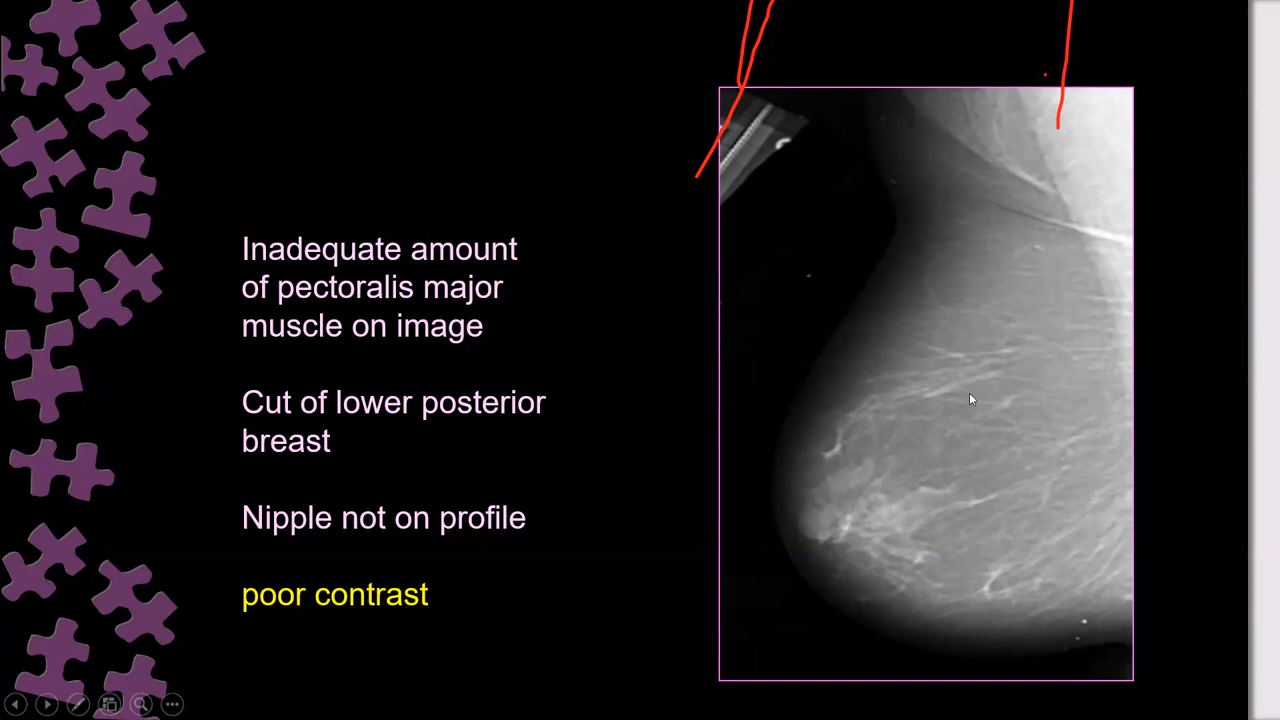 Inadequate amount
of pectoralis major
muscle on image
Cut of lower posterior
breast
Nipple not on profile
poor contrast